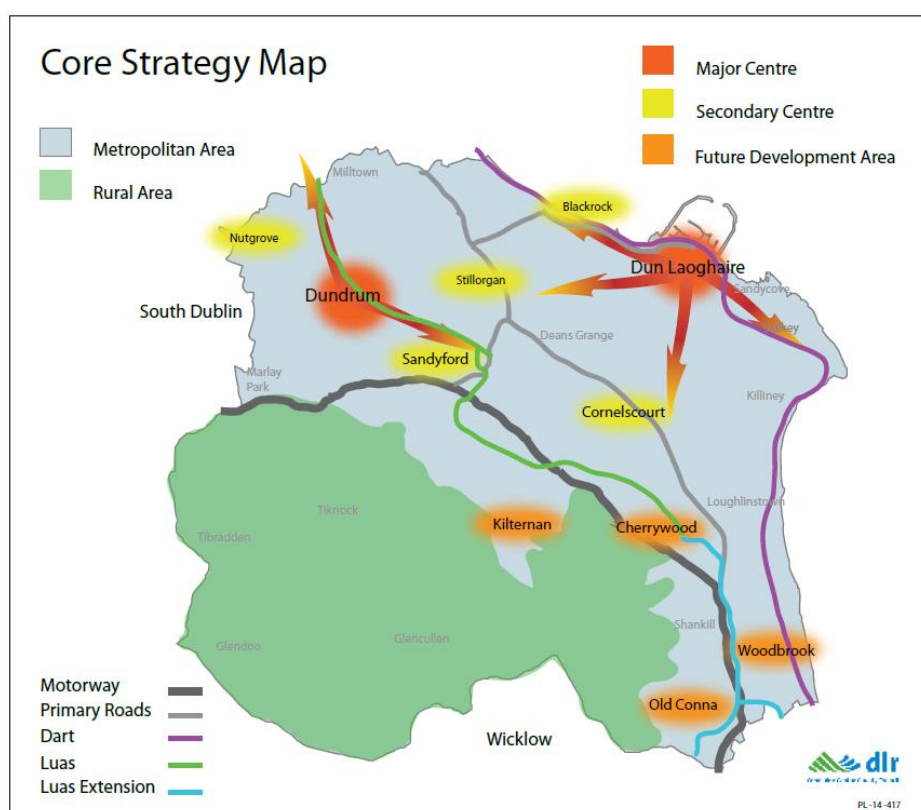 Core Strategy Map
Major Centre
Secondary Centre
Future Development Area
Metropolitan Area
Rural Area
Milltown
Blackrock
Nutgrove
Dun Laoghaire
Stillorgan
Sandycove
Dundrum
South Dublin
Deans Grange
Sandyford
Marlay
Park
Killiney
Cornelscourt
Loughlinstown
Tiknock
Kilternan
Cherrywood
Tibradden
Shankill
Glendoo
Glencullen
Woodbrook
Old Conna
Wicklow
Motorway
Primary Roads
Dart
Luas
Luas Extension
dlr
PL-14-417